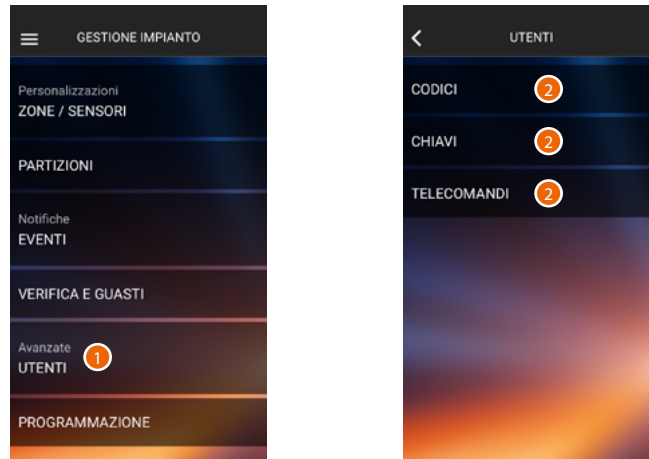 GESTIONE IMPIANTO
Personalizzazioni
ZONE / SENSORI
PARTIZIONI
Notifiche
EVENTI
VERIFICA E GUASTI
Avanzate
UTENTI
1
PROGRAMMAZIONE
UTENTI
CODICI 2
CHIAVI 2
TELECOMANDI 2